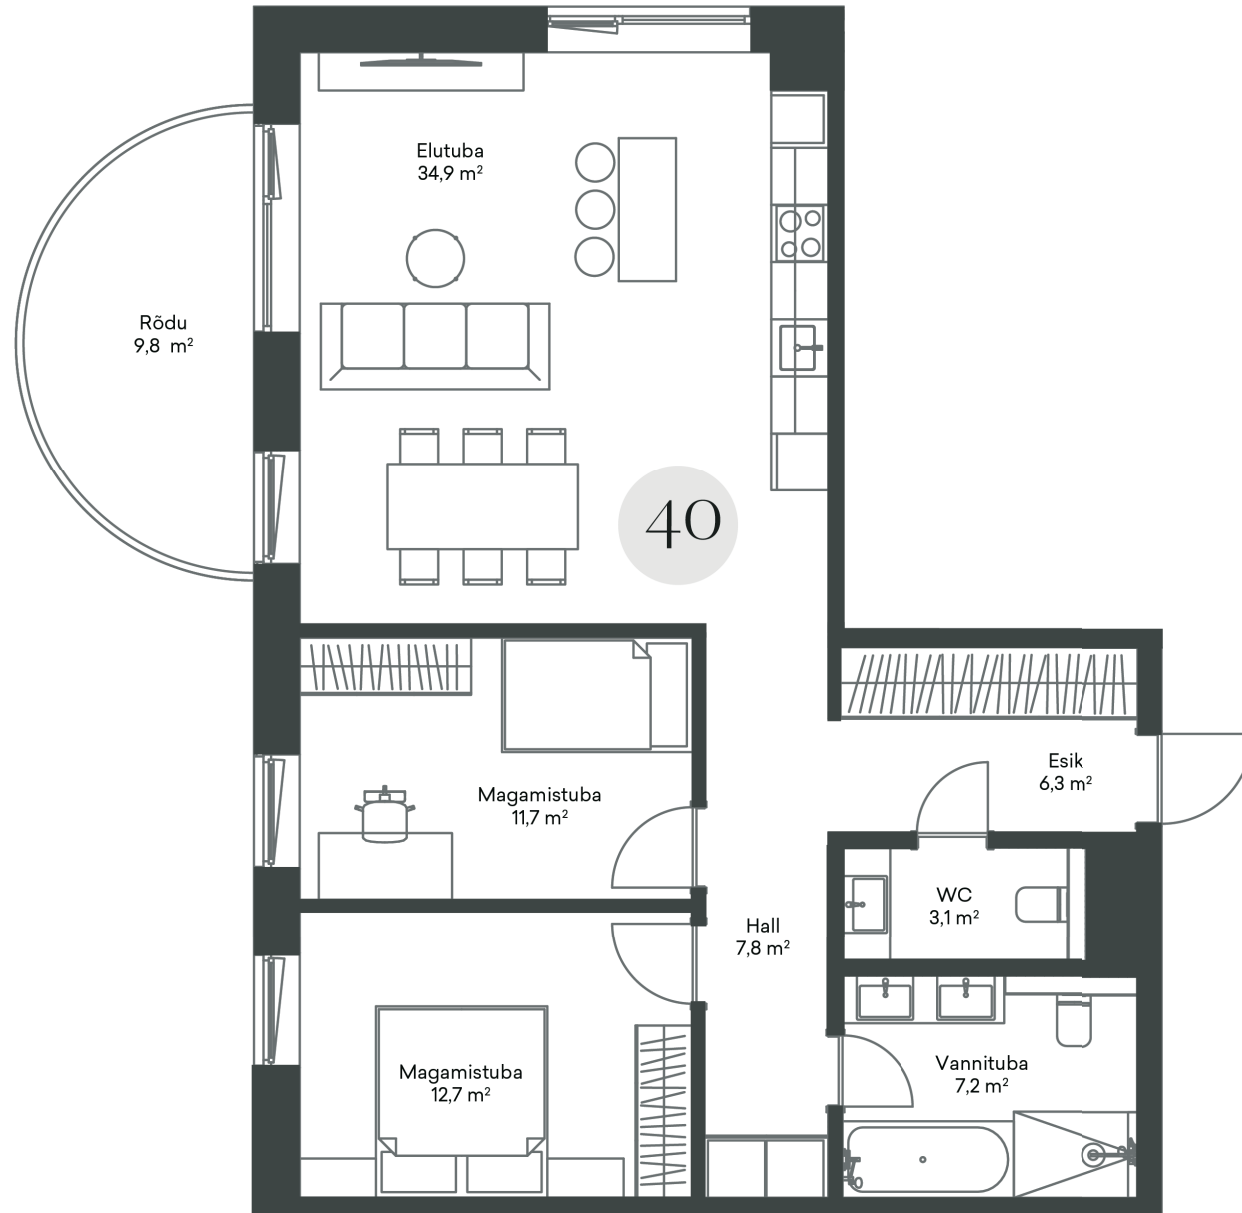 Elutuba
34,9 m²
Rõdu
9,8 m²
40
Magamistuba
11,7 m²
Esik
6,3 m²
WC
3,1 m²
Hall
7,8 m²
Magamistuba
12,7 m²
Vannituba
7,2 m²